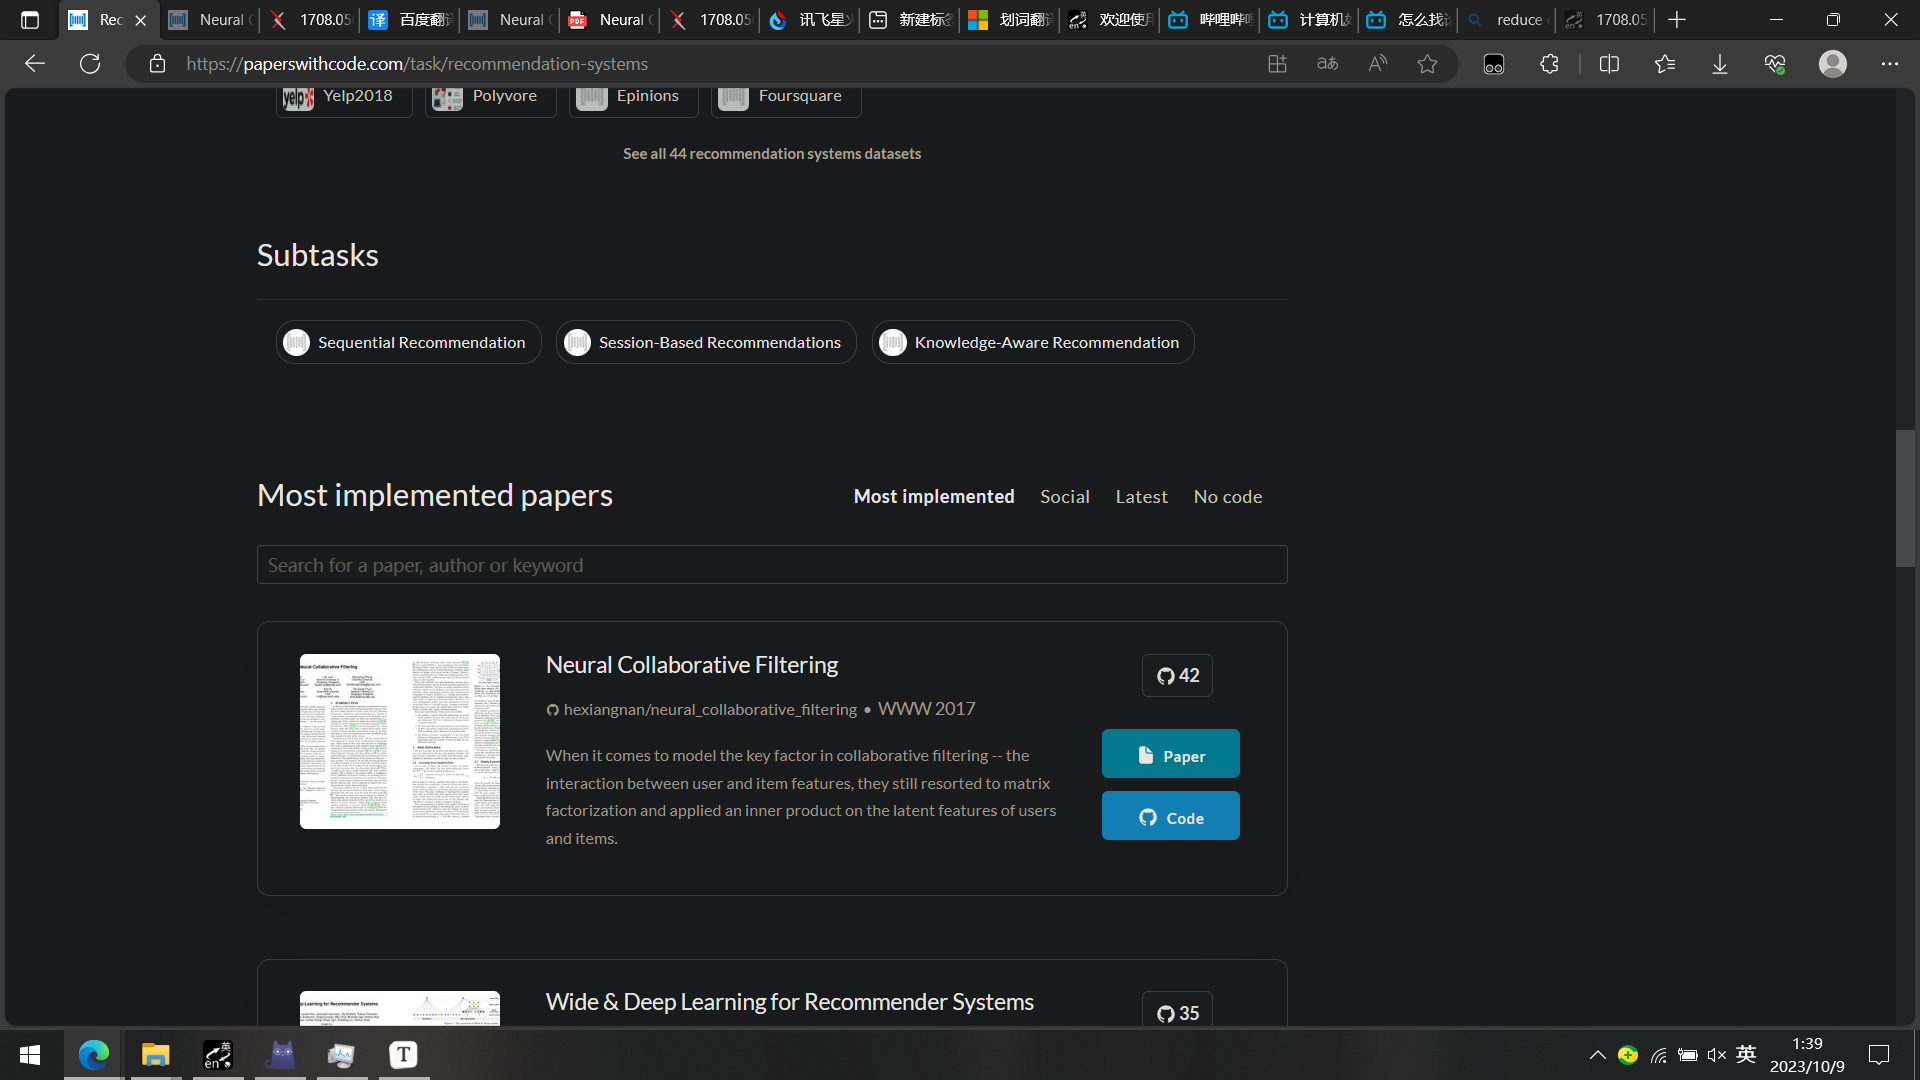 Rec
Neural C
1708.05
百度翻译
Neural C
Neural C
1708.05
讯飞星火
新建标签
划词翻译
欢迎使用
哔哩哔哩
计算机如
怎么找论
reduce
1708.05
https://paperswithcode.com/task/recommendation-systems
Yelp2018
Polyvore
Epinions
Foursquare
See all 44 recommendation systems datasets
Subtasks
Sequential Recommendation
Session-Based Recommendations
Knowledge-Aware Recommendation
Most implemented papers
Most implemented
Social
Latest
No code
Search for a paper, author or keyword
Neural Collaborative Filtering
42
hexiangnan/neural_collaborative_filtering • WWW 2017
Paper
When it comes to model the key factor in collaborative filtering -- the
interaction between user and item features, they still resorted to matrix
factorization and applied an inner product on the latent features of users
and items.
Code
Wide & Deep Learning for Recommender Systems
35
英
1:39
2023/10/9